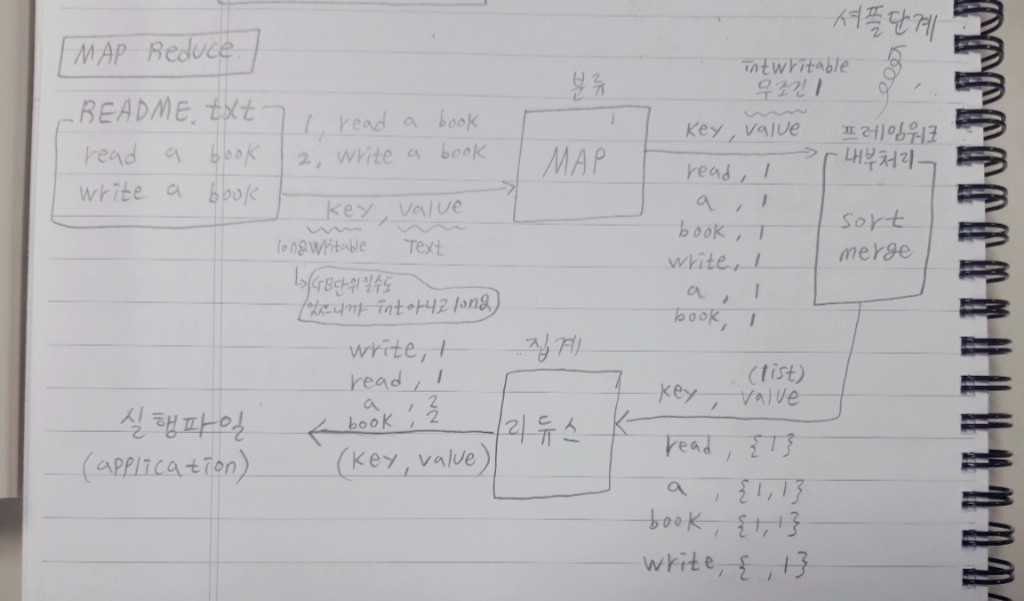 MAP Reduce
README.txt
read a book
write a book
1, read a book
2, write a book
key, value
longwritable Text
GB단위일수도
있으니까 int아니고 long
분류
MAP
intwritable
무조건 1
key, value
read, 1
a , 1
book, 1
write, 1
a , 1
book, 1
셔플단계
프레임워크
내부처리
sort
merge
key, value
(list)
read, {1}
a , {1,1}
book, {1,1}
write, { ,1}
집계
리듀스
write, 1
read, 1
a , 2
book, 2
(key, value)
실행파일
(application)